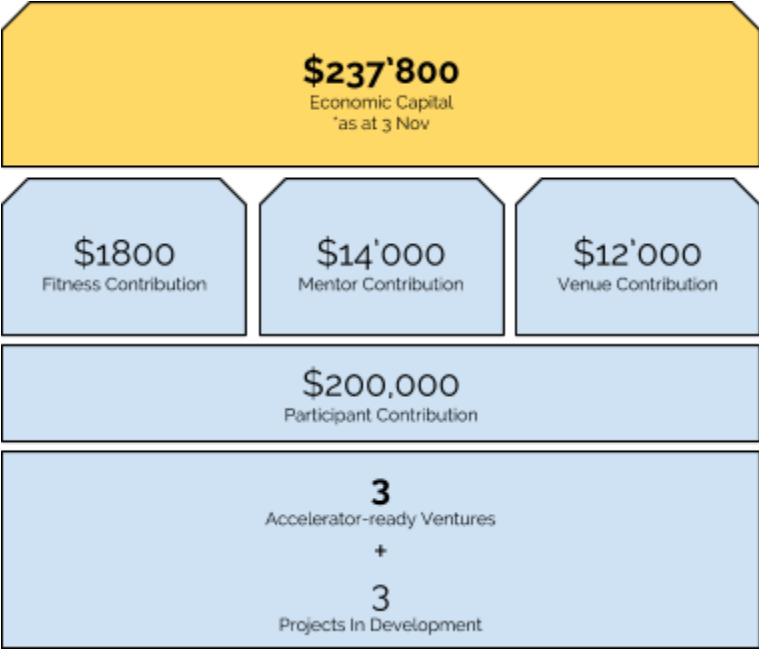 $237'800
Economic Capital
*as at 3 Nov
$1800
Fitness Contribution
$14'000
Mentor Contribution
$12'000
Venue Contribution
$200,000
Participant Contribution
3
Accelerator-ready Ventures
+
3
Projects In Development